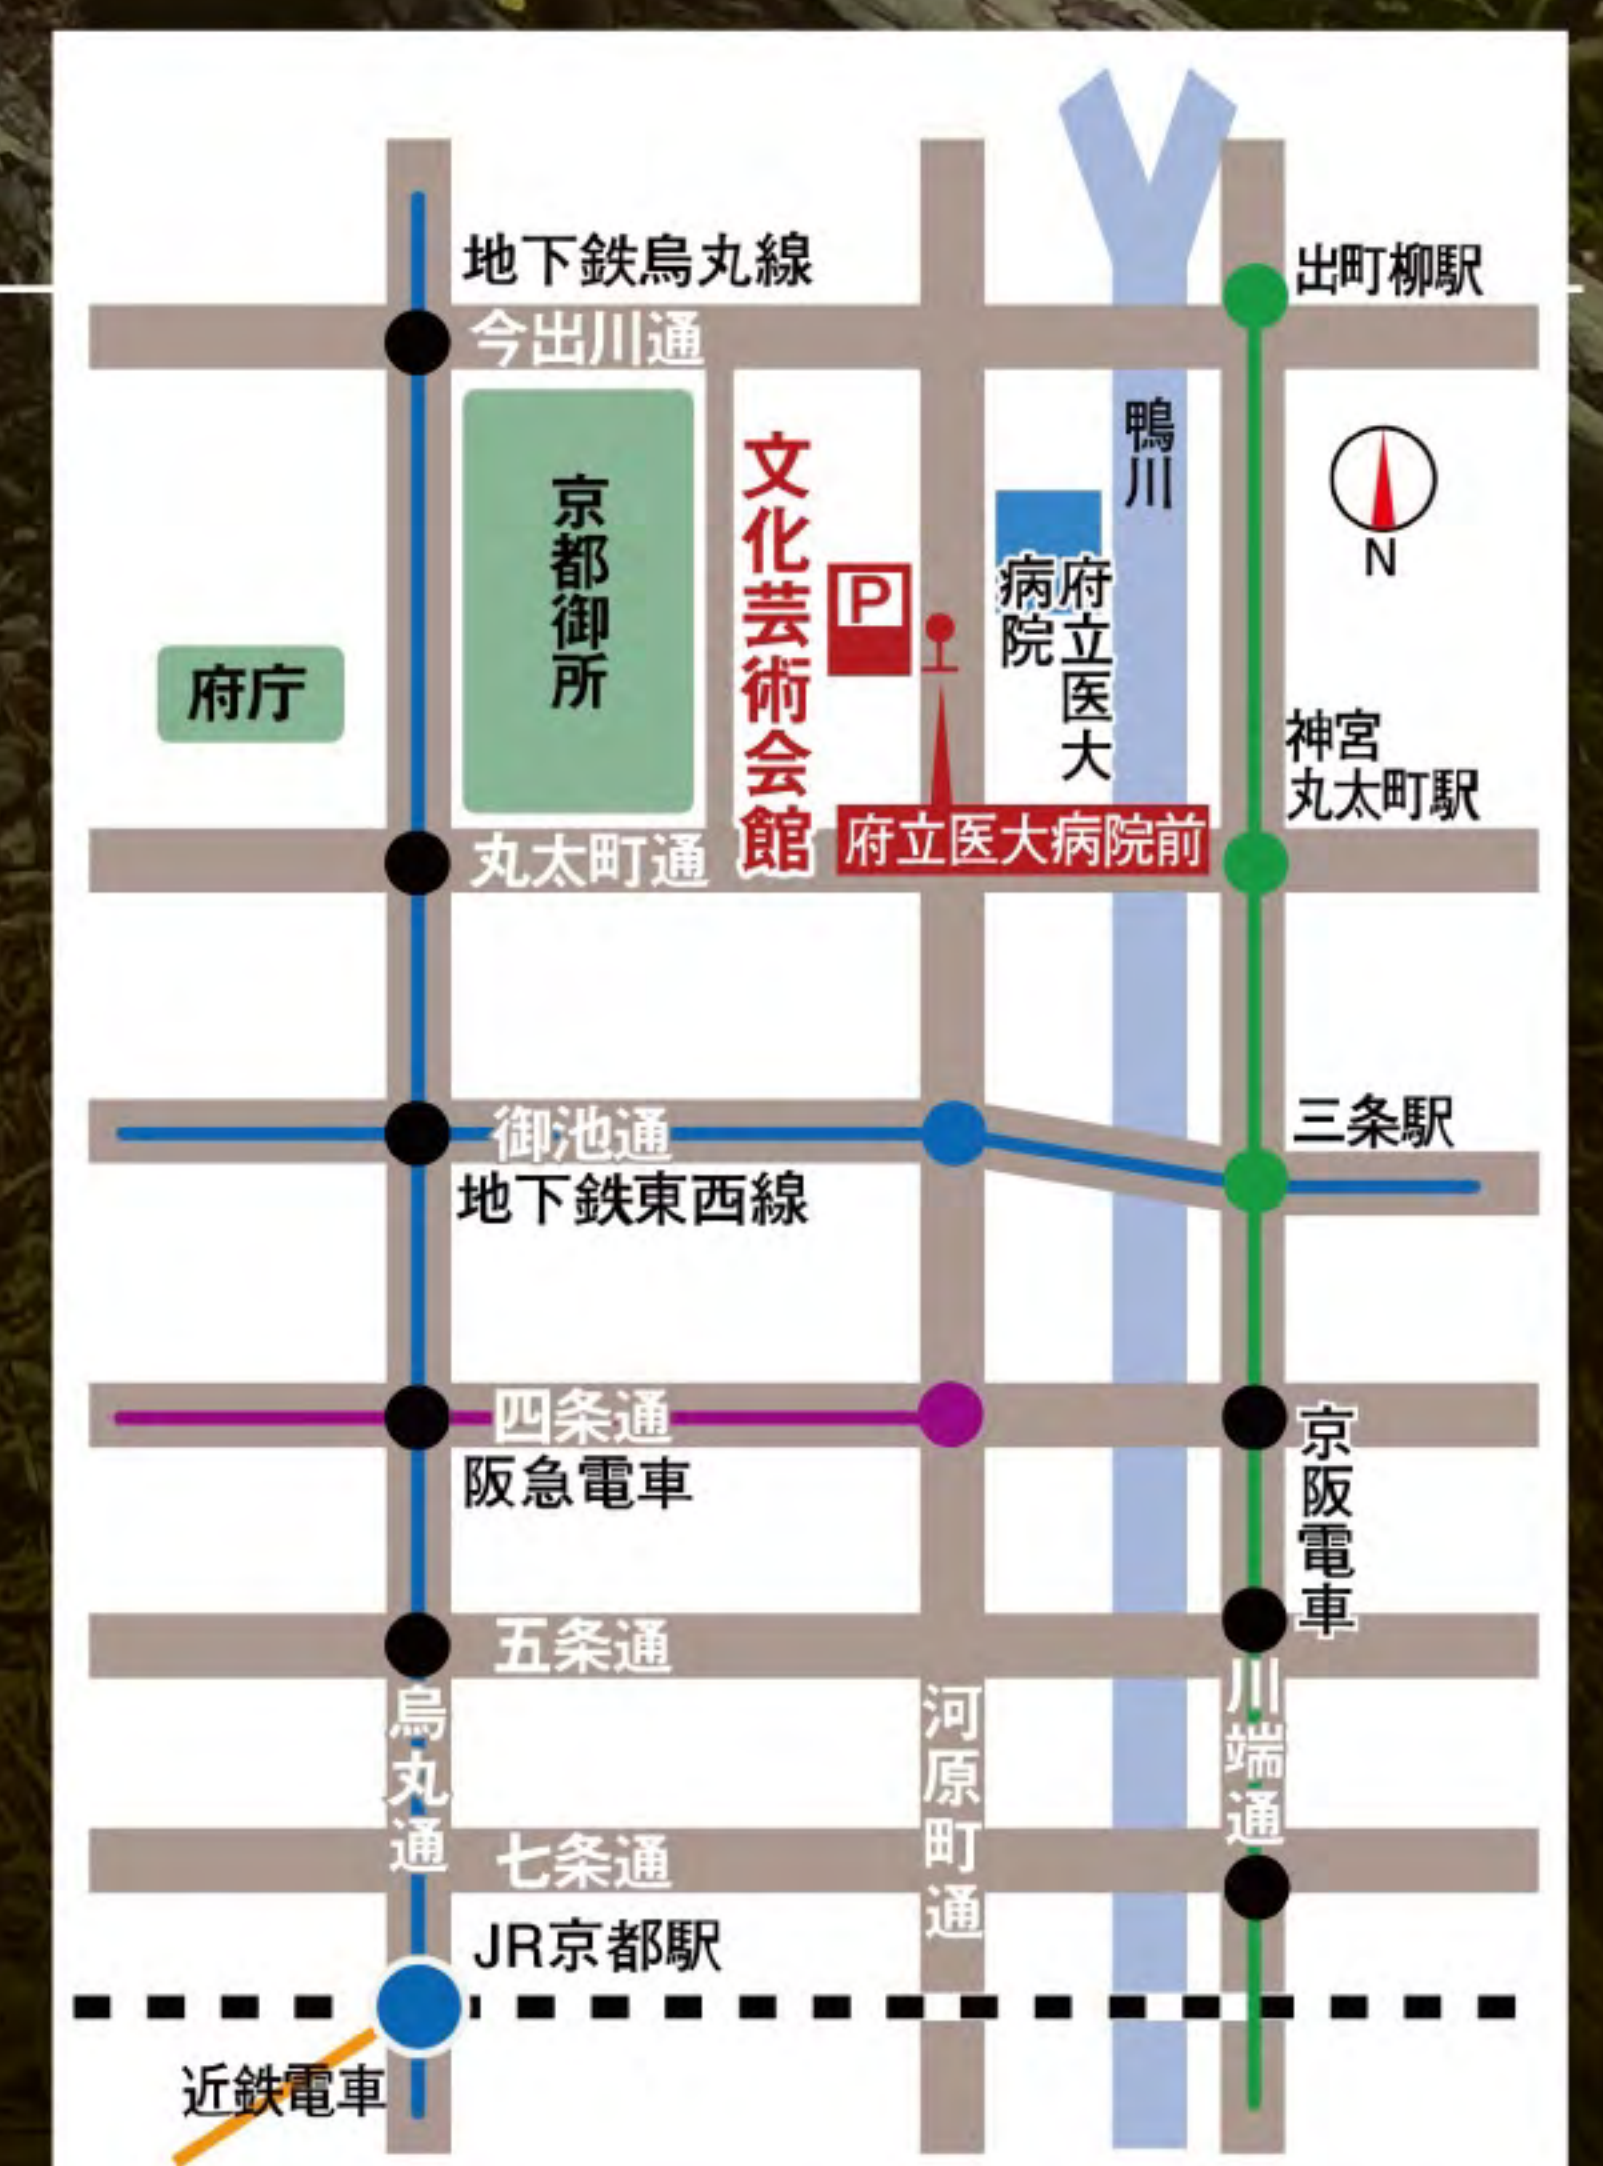 地下鉄烏丸線
出町柳駅
今出川通
鴨川
京都御所
文化芸術会館
P
府立医大
病院
N
府庁
神宮
丸太町駅
丸太町通
府立医大病院前
三条駅
御池通
地下鉄東西線
四条通
阪急電車
京阪電車
五条通
烏丸通
河原町通
川端通
七条通
JR京都駅
近鉄電車